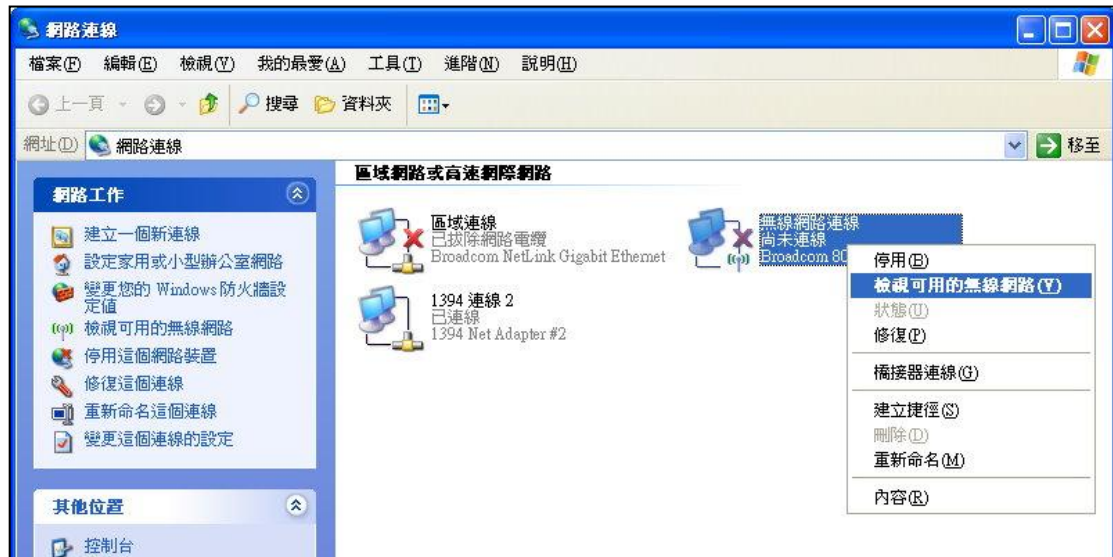 網路連線
檔案(F) 編輯(E) 檢視(V) 我的最愛(A) 工具(T) 進階(N) 說明(H)
上一頁 搜尋 資料夾
網址(D) 網路連線 移至
網路工作
建立一個新連線
設定家用或小型辦公室網路
變更您的 Windows 防火牆設
定值
檢視可用的無線網路
停用這個網路裝置
修復這個連線
重新命名這個連線
變更這個連線的設定
其他位置
控制台
區域網路或高速網際網路
區域連線
已拔除網路電纜
Broadcom NetLink Gigabit Ethernet
無線網路連線
尚未連線
Broadcom 80
1394 連線 2
已連線
1394 Net Adapter #2
停用(B)
檢視可用的無線網路(V)
狀態(U)
修復(P)
橋接器連線(G)
建立捷徑(S)
刪除(D)
重新命名(M)
內容(R)